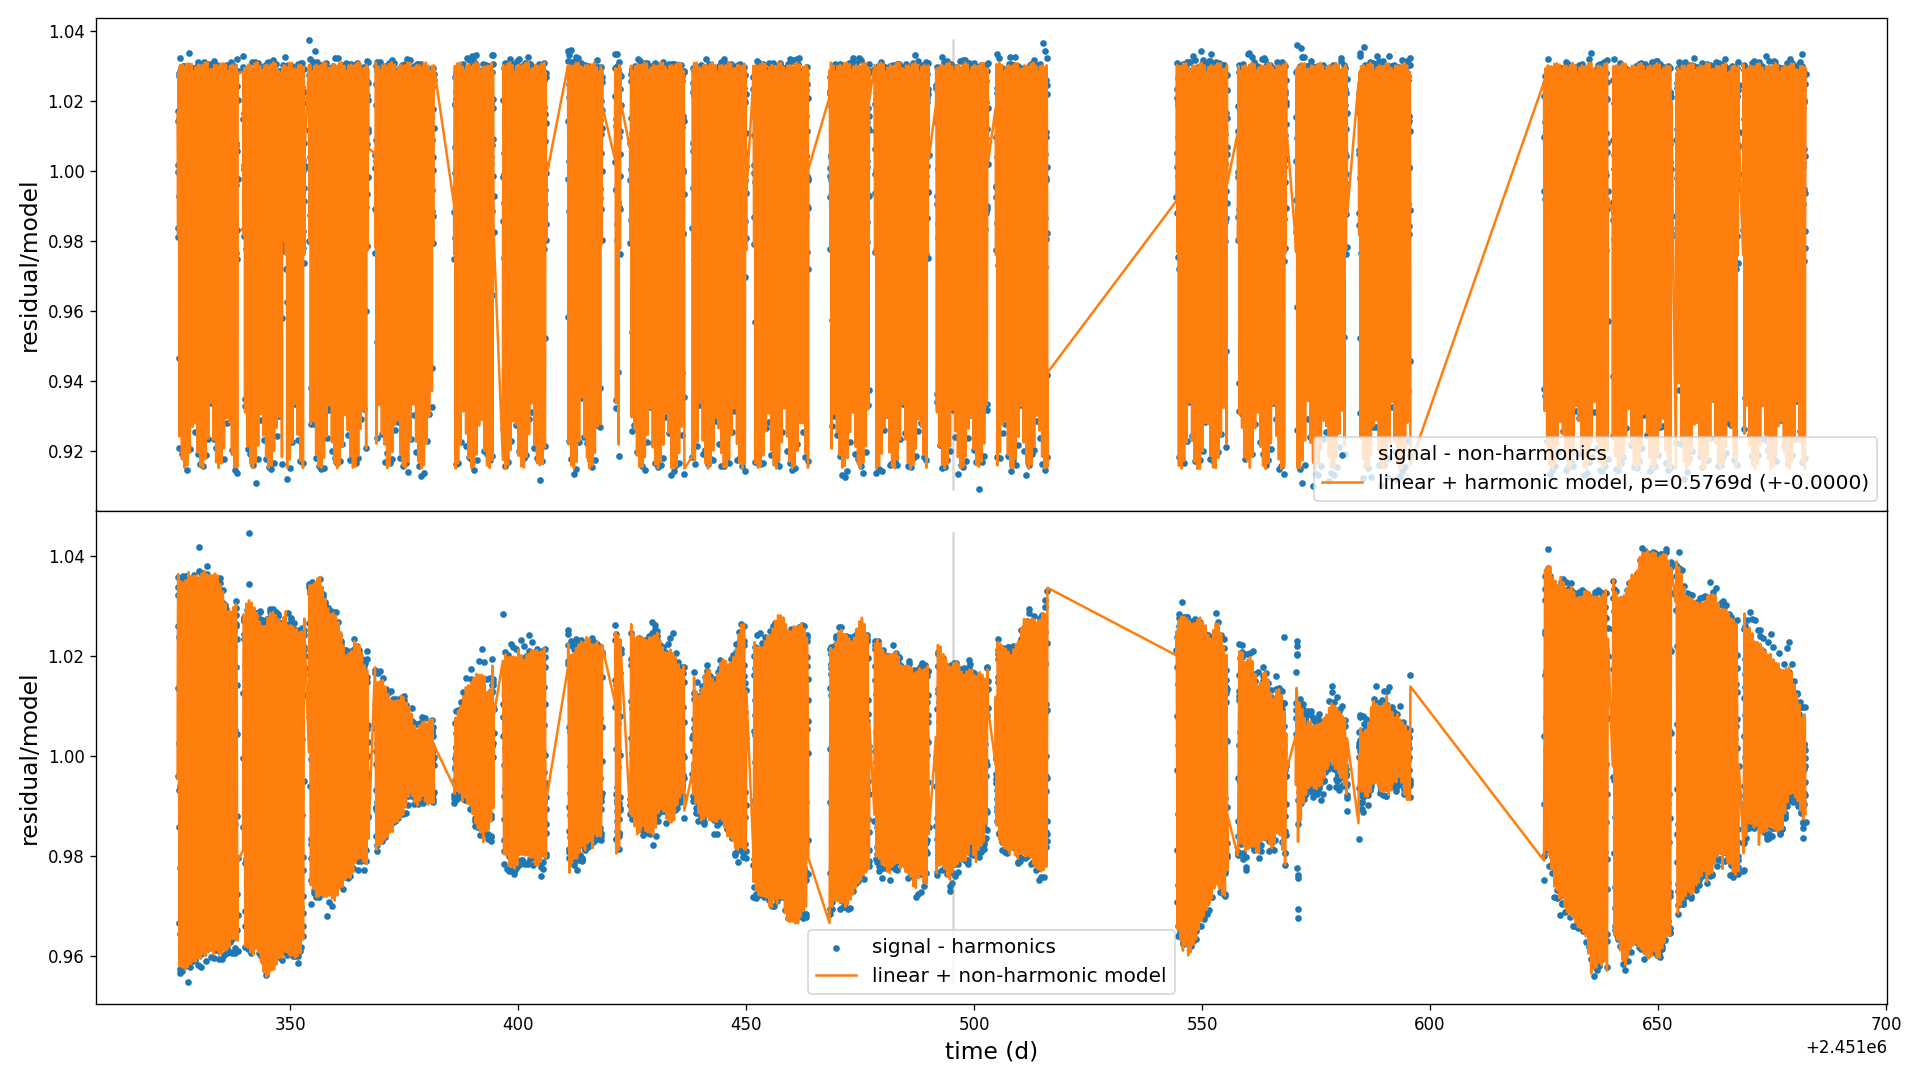 1.04
1.02
1.00
0.98
0.96
0.94
0.92
residual/model
signal - non-harmonics
linear + harmonic model, p=0.5769d (+-0.0000)
1.04
1.02
1.00
0.98
0.96
residual/model
signal - harmonics
linear + non-harmonic model
350 400 450 500 550 600 650 700
time (d)
+2.451e6